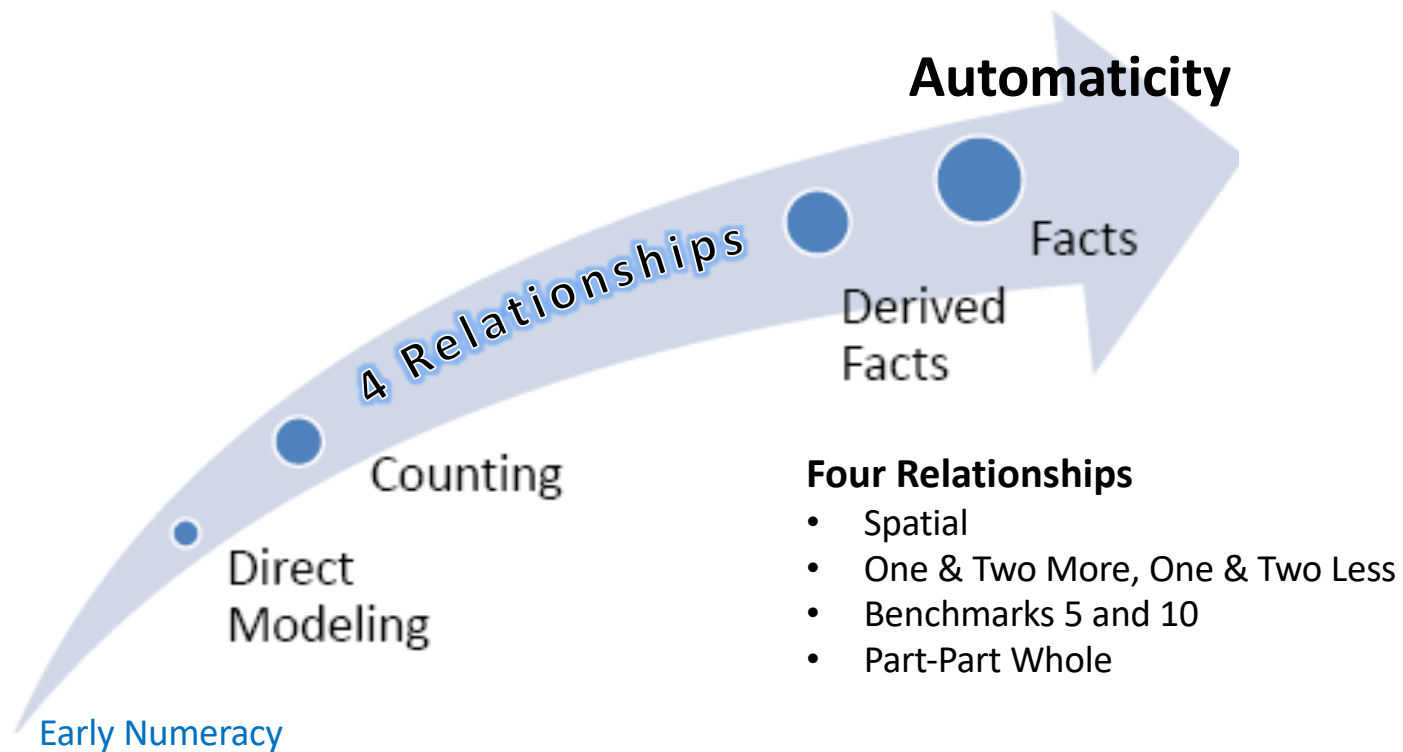 Automaticity
Facts
4 Relationships
Derived
Facts
Counting
Direct
Modeling
Early Numeracy
Four Relationships
• Spatial
• One & Two More, One & Two Less
• Benchmarks 5 and 10
• Part-Part Whole